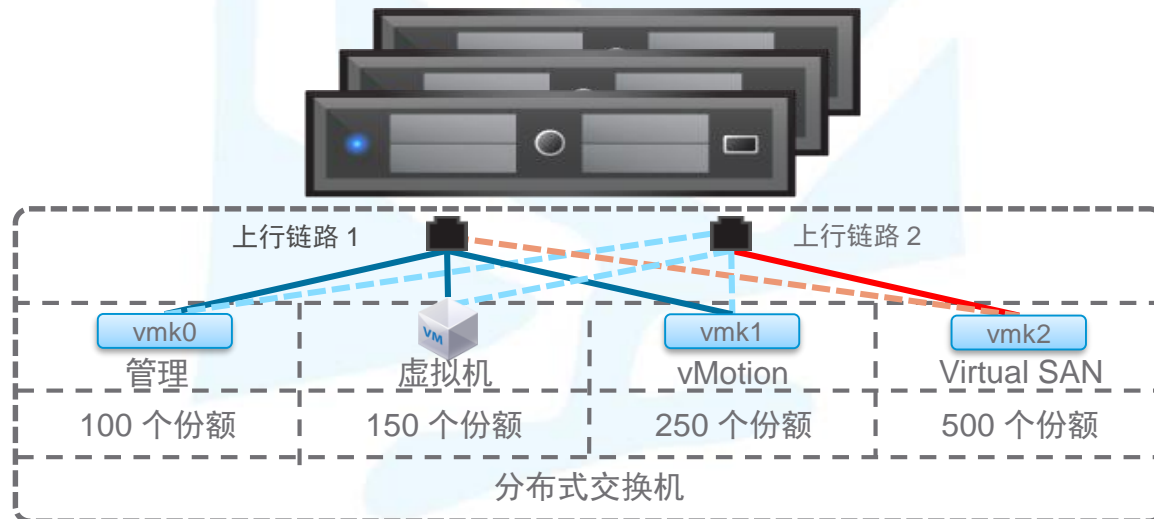 上行链路 1
上行链路 2
vmk0
VM
vmk1
vmk2
管理
虚拟机
vMotion
Virtual SAN
100 个份额
150 个份额
250 个份额
500 个份额
分布式交换机